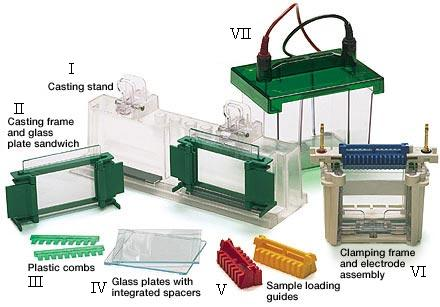 VII
I
Casting stand
II
Casting frame
and glass
plate sandwich
Plastic combs
III
IV
Glass plates with
integrated spacers
V
Sample loading
guides
Clamping frame
and electrode
assembly
VI